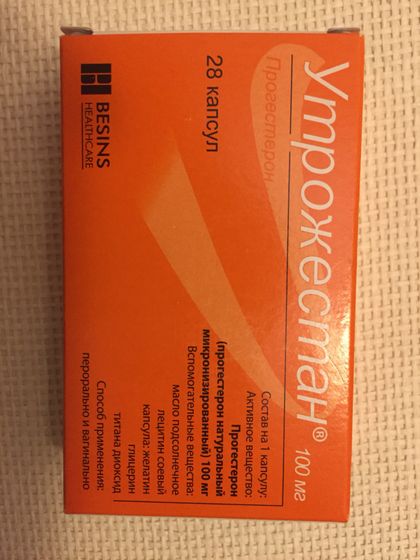 Утрожестан® 100 мг
Прогестерон
28 капсул
BESINS
HEALTHCARE
Состав на 1 капсулу:
Активное вещество:
Прогестерон
(прогестерон натуральный
микронизированный) 100 мг
Вспомогательные вещества:
масло подсолнечное
лецитин соевый
капсула: желатин
глицерин
титана диоксид
Способ применения:
перорально и вагинально